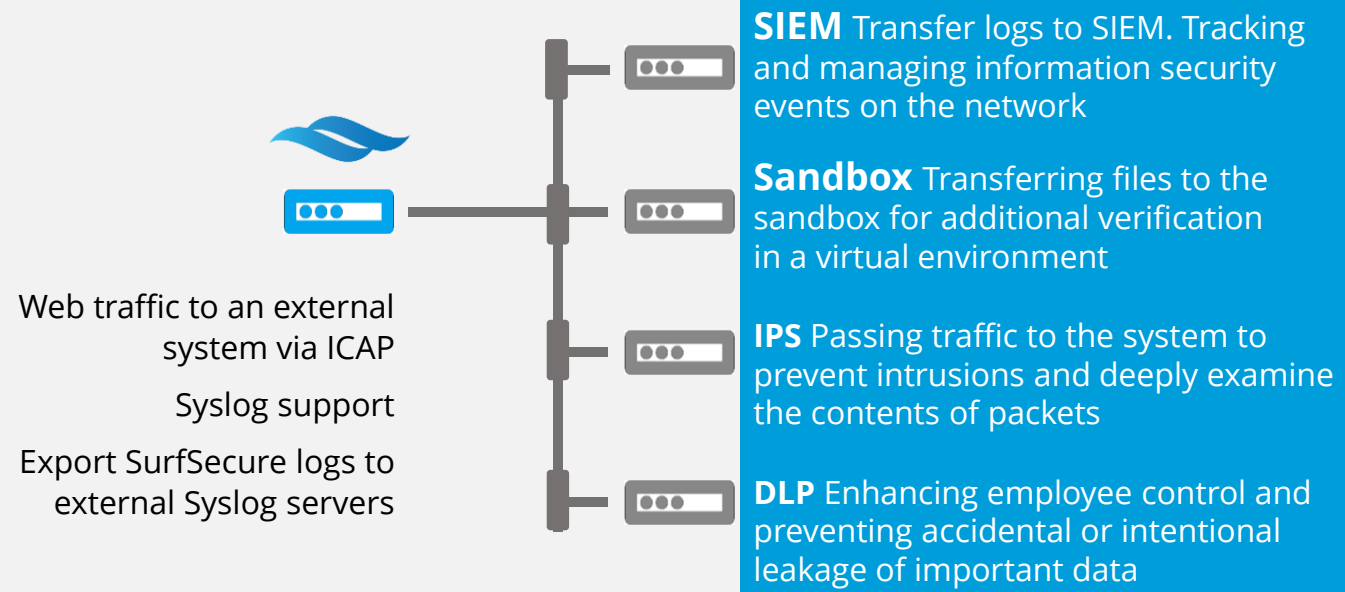 Web traffic to an external
system via ICAP
Syslog support
Export SurfSecure logs to
external Syslog servers
SIEM Transfer logs to SIEM. Tracking
and managing information security
events on the network
Sandbox Transferring files to the
sandbox for additional verification
in a virtual environment
IPS Passing traffic to the system to
prevent intrusions and deeply examine
the contents of packets
DLP Enhancing employee control and
preventing accidental or intentional
leakage of important data